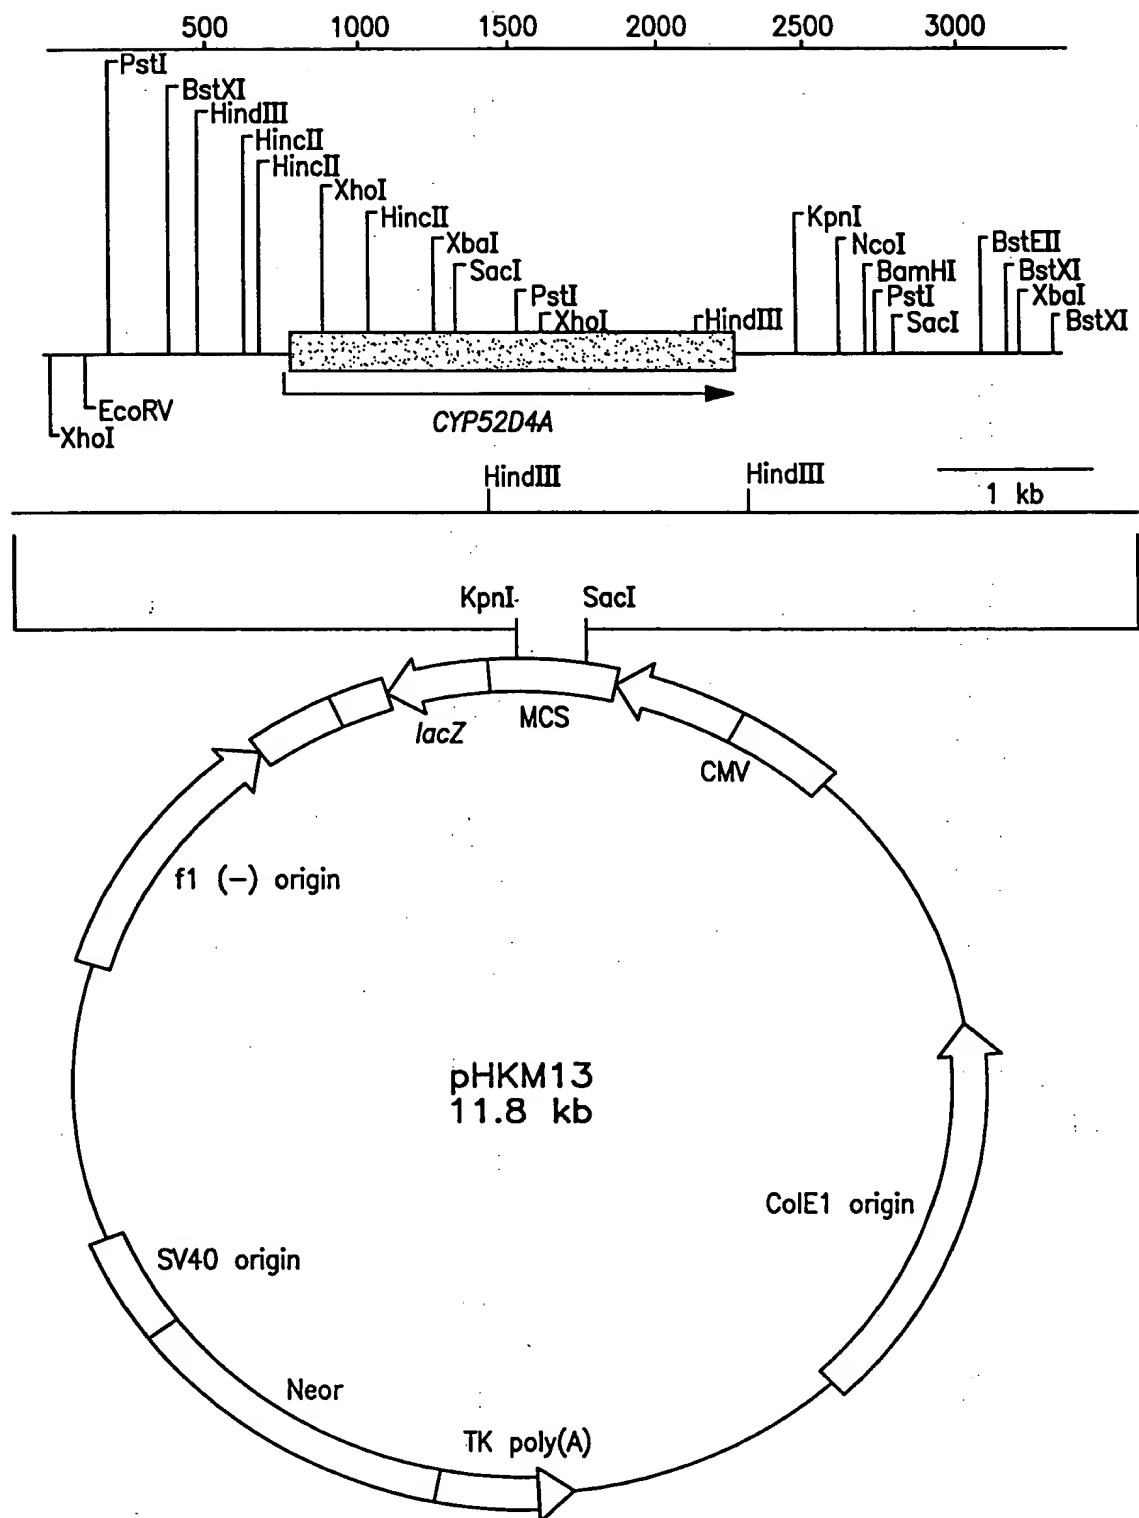 500 1000 1500 2000 2500 3000
PstI
BstXI
HindIII
HincII
HincII
XhoI
HincII
XbaI
SacI
PstI
XhoI
HindIII
KpnI
NcoI
BamHI
PstI
SacI
BstEII
BstXI
XbaI
BstXI
EcoRV
XhoI
CYP52D4A
HindIII
HindIII
1 kb
KpnI
SacI
lacZ
MCS
CMV
f1 (-) origin
pHKM13
11.8 kb
ColE1 origin
SV40 origin
Neor
TK poly(A)